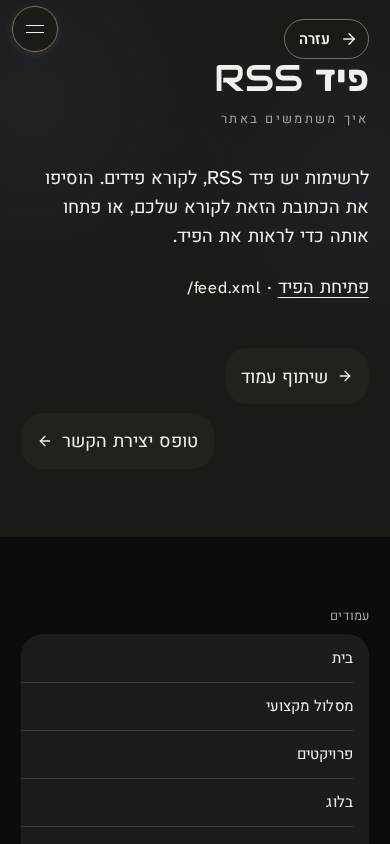 עזרה
פיד RSS
איך משתמשים באתר
לרשימות יש פיד RSS, לקורא פידים. הוסיפו
את הכתובת הזאת לקורא שלכם, או פתחו
אותה כדי לראות את הפיד.
פתיחת הפיד · /feed.xml
שיתוף עמוד
טופס יצירת הקשר
עמודים
בית
מסלול מקצועי
פרויקטים
בלוג